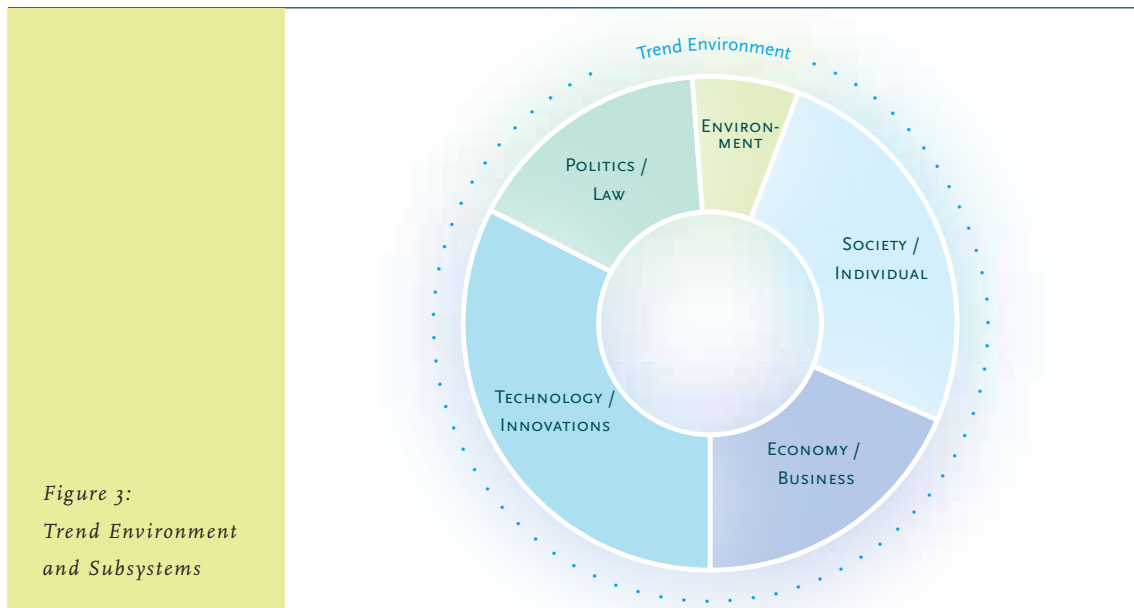 Trend Environment
ENVIRON-
MENT
POLITICS /
LAW
SOCIETY /
INDIVIDUAL
TECHNOLOGY /
INNOVATIONS
ECONOMY /
BUSINESS
Figure 3:
Trend Environment
and Subsystems